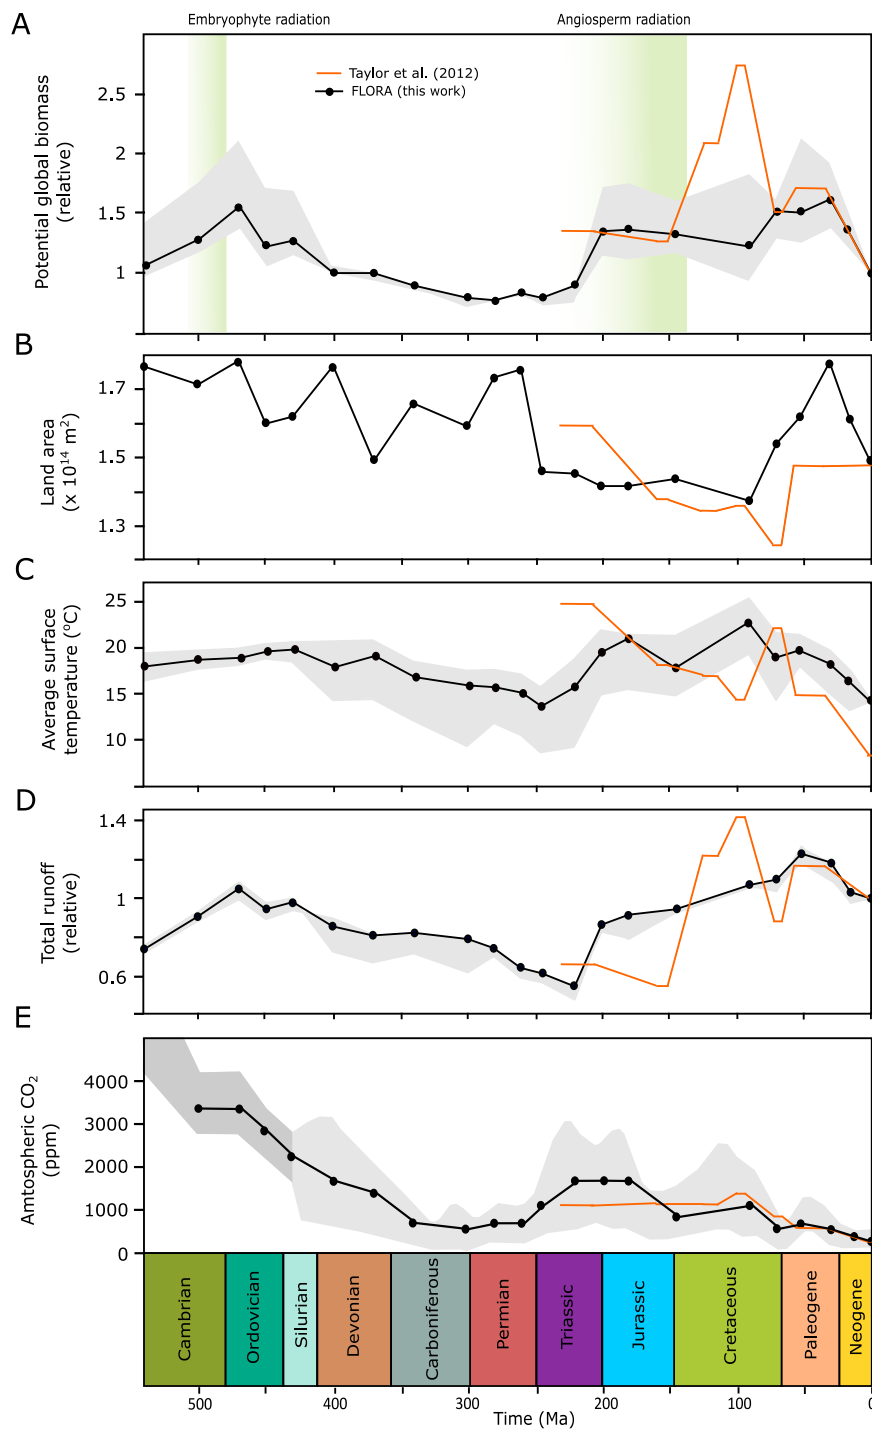 Embryophyte radiation
Angiosperm radiation
A
Taylor et al. (2012)
FLORA (this work)
2.5
2
1.5
1
Potential global biomass
(relative)
B
1.7
1.5
1.3
Land area
(x 10¹⁴ m²)
C
25
20
15
10
Average surface
temperature (°C)
D
1.4
1
0.6
Total runoff
(relative)
E
4000
3000
2000
1000
0
Amtospheric CO₂
(ppm)
Cambrian
Ordovician
Silurian
Devonian
Carboniferous
Permian
Triassic
Jurassic
Cretaceous
Paleogene
Neogene
500 400 300 200 100 0
Time (Ma)